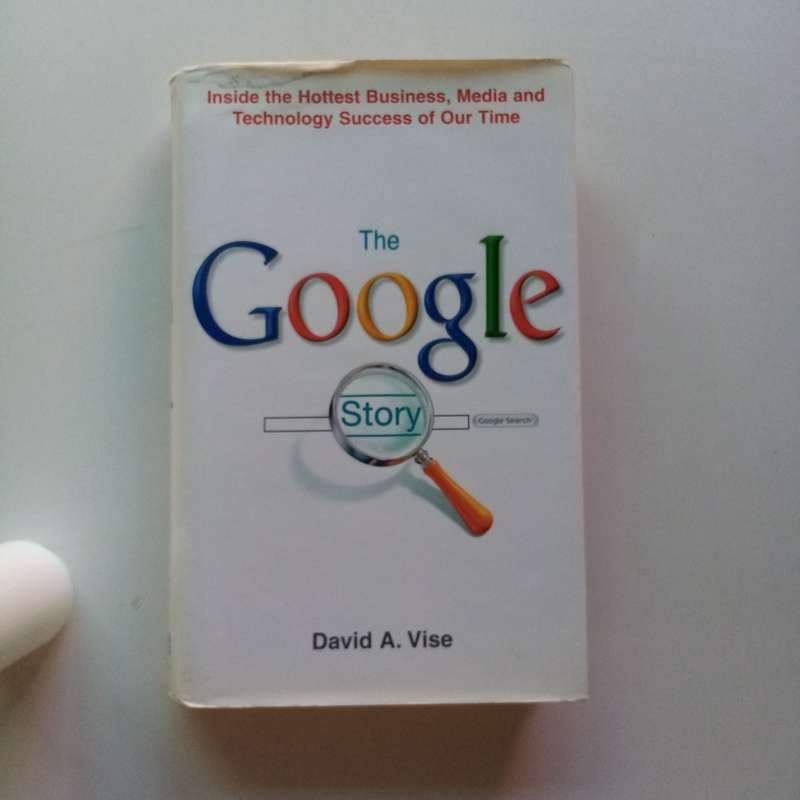 Inside the Hottest Business, Media and
Technology Success of Our Time
The
Google
Story
Google Search
David A. Vise